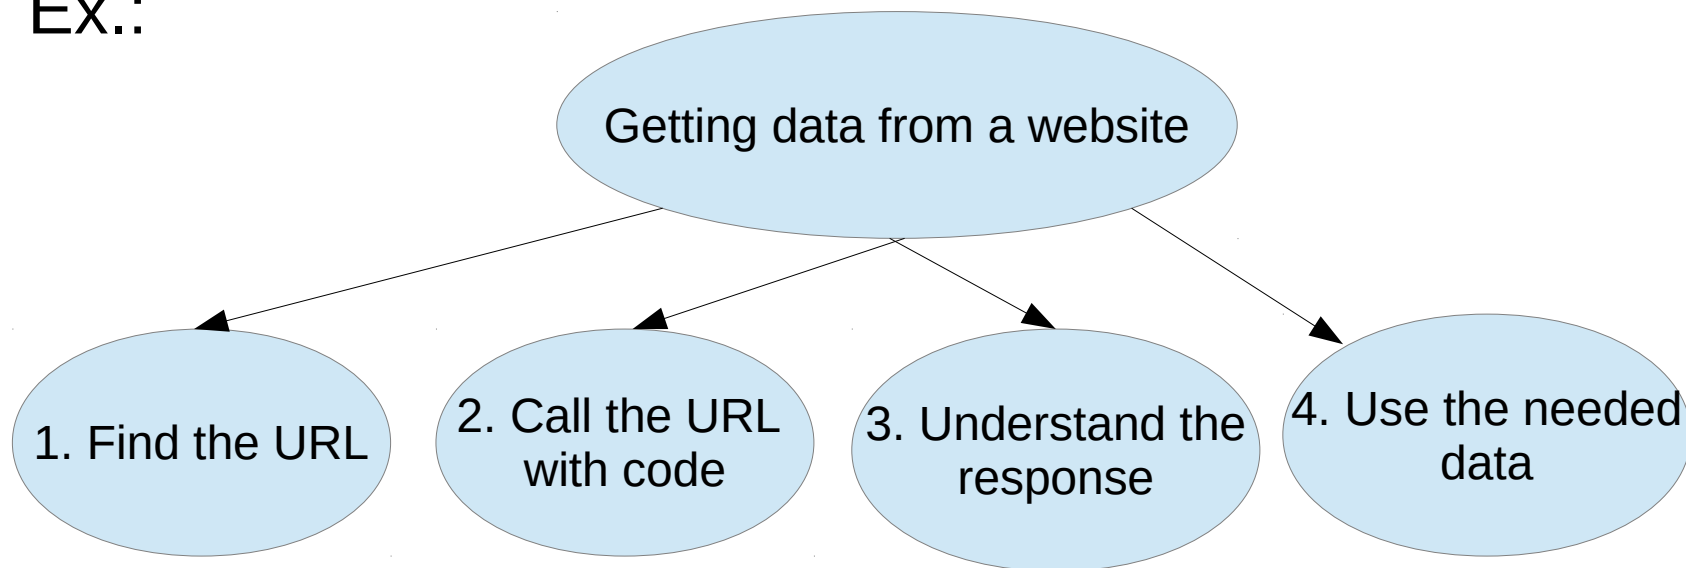 Ex.:
Getting data from a website
1. Find the URL
2. Call the URL
with code
3. Understand the
response
4. Use the needed
data